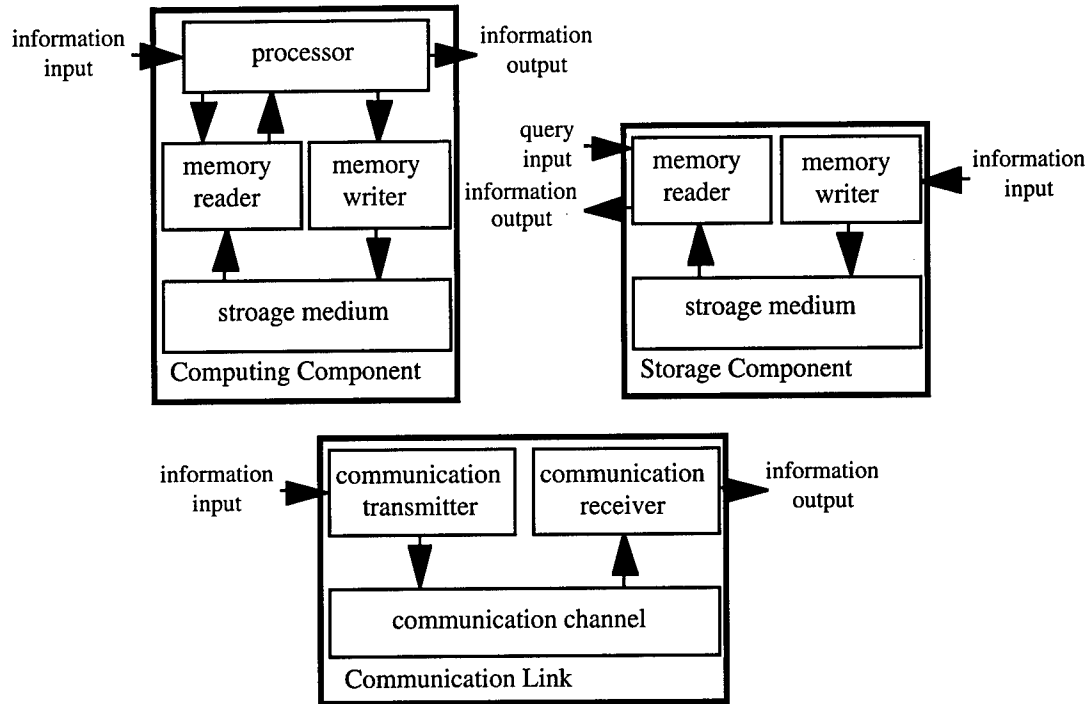 information
input
processor
information
output
memory
reader
memory
writer
stroage medium
Computing Component
query
input
information
output
memory
reader
memory
writer
information
input
stroage medium
Storage Component
information
input
communication
transmitter
communication
receiver
information
output
communication channel
Communication Link